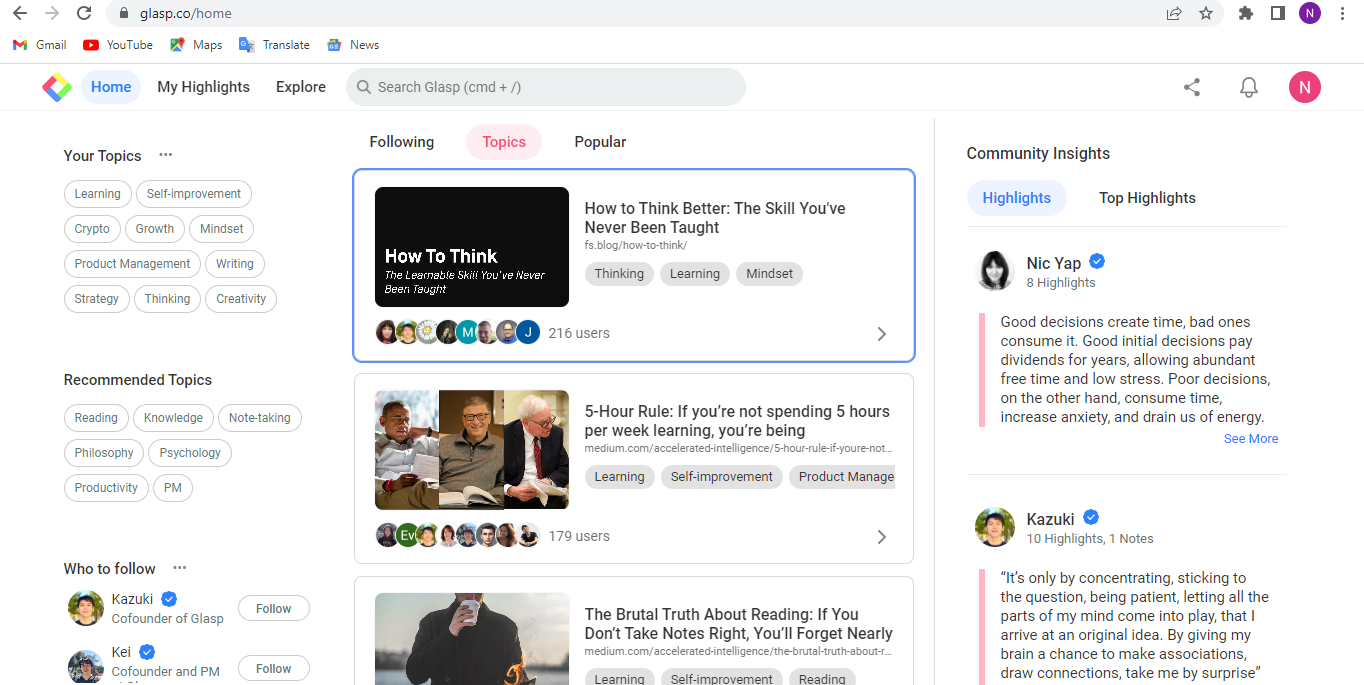 glasp.co/home
N
Gmail
YouTube
Maps
Translate
News
Home
My Highlights
Explore
Search Glasp (cmd + /)
N
Your Topics
Learning
Self-improvement
Crypto
Growth
Mindset
Product Management
Writing
Strategy
Thinking
Creativity
Recommended Topics
Reading
Knowledge
Note-taking
Philosophy
Psychology
Productivity
PM
Who to follow
Kazuki
Cofounder of Glasp
Follow
Kei
Cofounder and PM
Follow
Following
Topics
Popular
How To Think
The Learnable Skill You've Never
Been Taught
How to Think Better: The Skill You've
Never Been Taught
fs.blog/how-to-think/
Thinking
Learning
Mindset
M
J
216 users
5-Hour Rule: If you’re not spending 5 hours
per week learning, you’re being
medium.com/accelerated-intelligence/5-hour-rule-if-youre-not...
Learning
Self-improvement
Product Manage
Ev
179 users
The Brutal Truth About Reading: If You
Don’t Take Notes Right, You’ll Forget Nearly
medium.com/accelerated-intelligence/the-brutal-truth-about-r...
Learning
Self-improvement
Reading
Community Insights
Highlights
Top Highlights
Nic Yap
8 Highlights
Good decisions create time, bad ones
consume it. Good initial decisions pay
dividends for years, allowing abundant
free time and low stress. Poor decisions,
on the other hand, consume time,
increase anxiety, and drain us of energy.
See More
Kazuki
10 Highlights, 1 Notes
“It’s only by concentrating, sticking to
the question, being patient, letting all the
parts of my mind come into play, that I
arrive at an original idea. By giving my
brain a chance to make associations,
draw connections, take me by surprise”